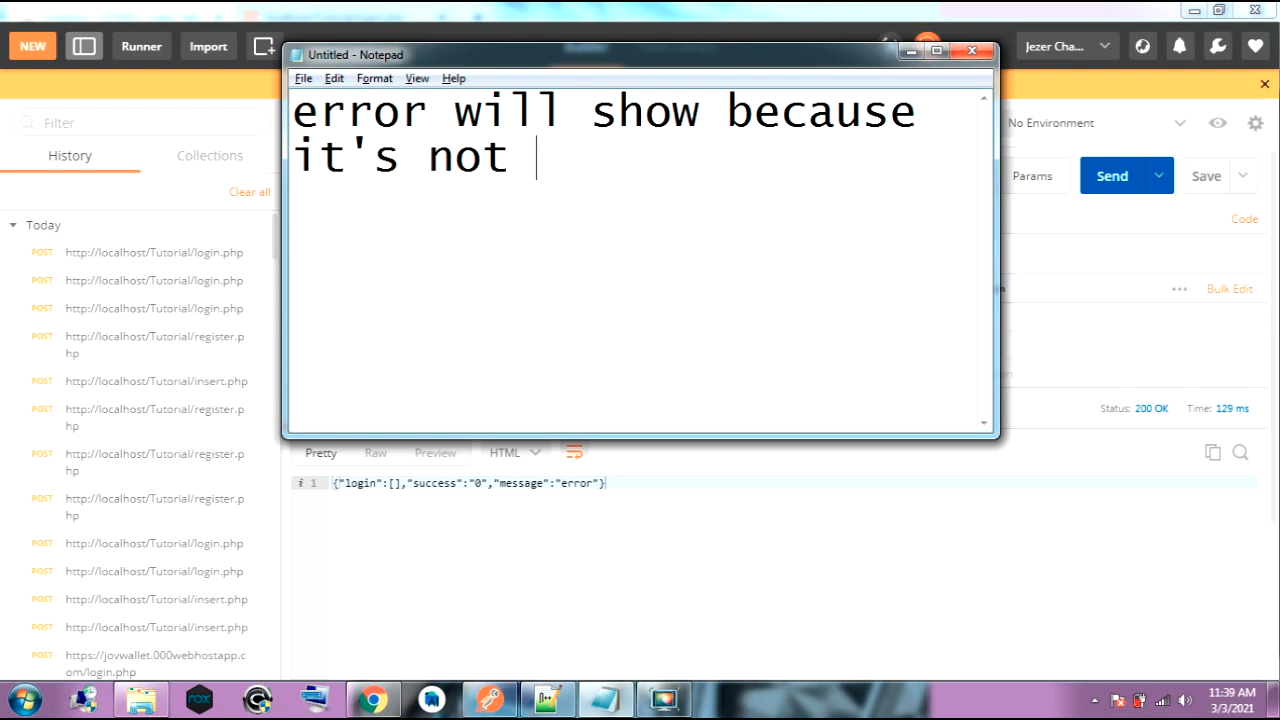 NEW
Runner
Import
Untitled - Notepad
Jezer Cha...
File Edit Format View Help
error will show because
it's not
Filter
No Environment
History
Collections
Params
Send
Save
Clear all
Code
Today
POST http://localhost/Tutorial/login.php
POST http://localhost/Tutorial/login.php
Bulk Edit
POST http://localhost/Tutorial/login.php
POST http://localhost/Tutorial/register.p
hp
POST http://localhost/Tutorial/insert.php
POST http://localhost/Tutorial/register.p
hp
Status: 200 OK Time: 129 ms
POST http://localhost/Tutorial/register.p
hp
Pretty Raw Preview HTML
i 1 {"login":[],"success":"0","message":"error"}
POST http://localhost/Tutorial/register.p
hp
POST http://localhost/Tutorial/login.php
POST http://localhost/Tutorial/login.php
POST http://localhost/Tutorial/insert.php
POST http://localhost/Tutorial/insert.php
POST https://jovwallet.000webhostapp.c
om/login.php
nox
11:39 AM
3/3/2021